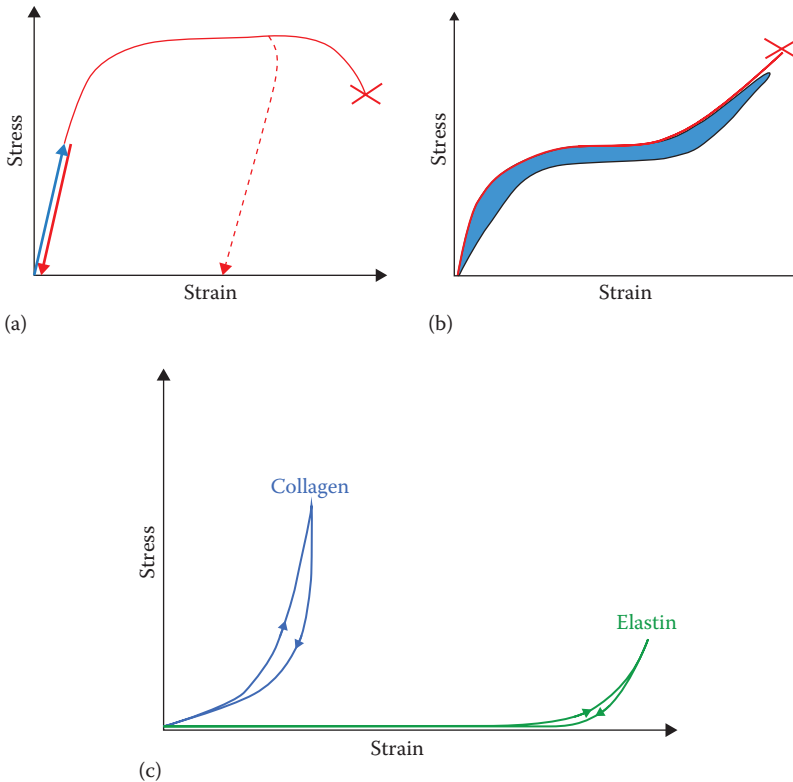 Stress
Strain
(a)
Stress
Strain
(b)
Collagen
Stress
Elastin
Strain
(c)